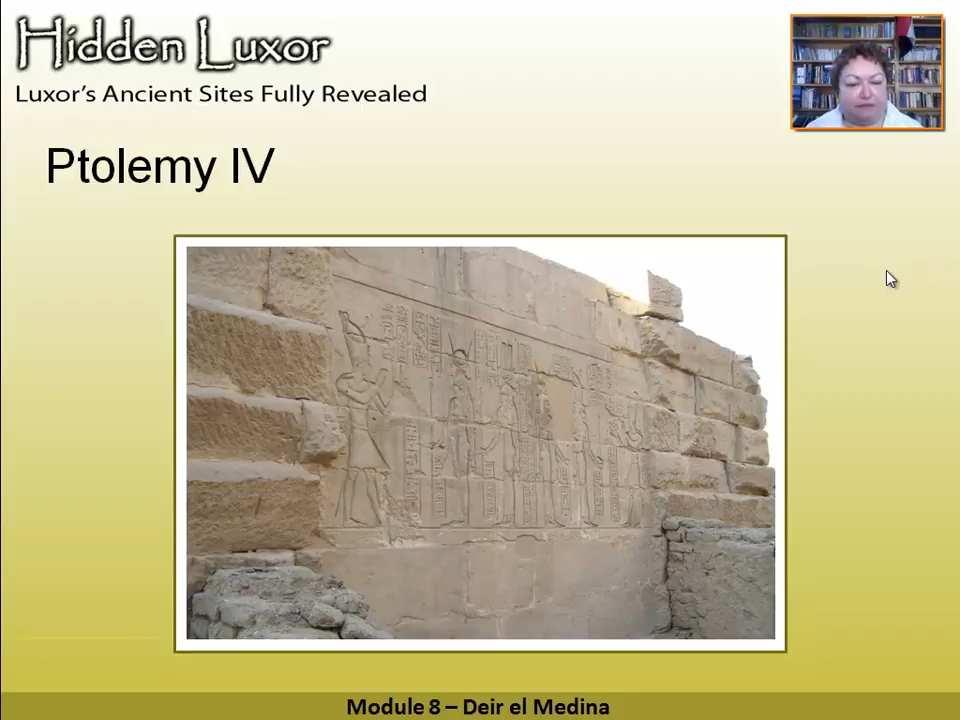 Hidden Luxor
Luxor's Ancient Sites Fully Revealed
Ptolemy IV
Module 8 – Deir el Medina